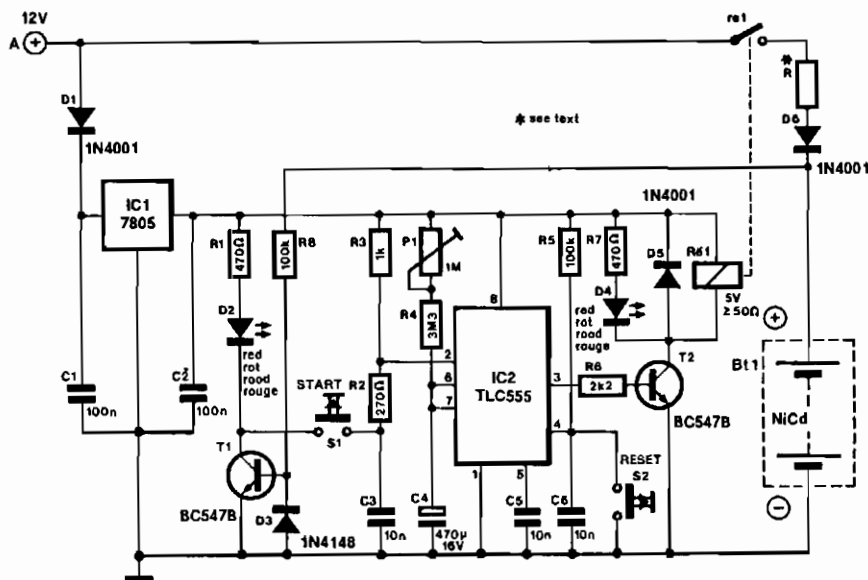 12V
A
re1
*
R
D1
* see text
D6
1N4001
1N4001
1N4001
IC1
7805
R1
470Ω
R8
100k
R3
1k
P1
1M
R5
100k
R7
470Ω
D5
Re1
5V
≥50Ω
D2
red
rot
rood
rouge
R4
3M3
8
D4
red
rot
rood
rouge
T2
C1
100n
C2
100n
START
S1
R2
270Ω
2
6
7
IC2
TLC555
3
R6
2k2
4
BC547B
Bt1
NiCd
T1
BC547B
D3
1N4148
1
5
RESET
S2
C3
10n
C4
470µ
16V
C5
10n
C6
10n